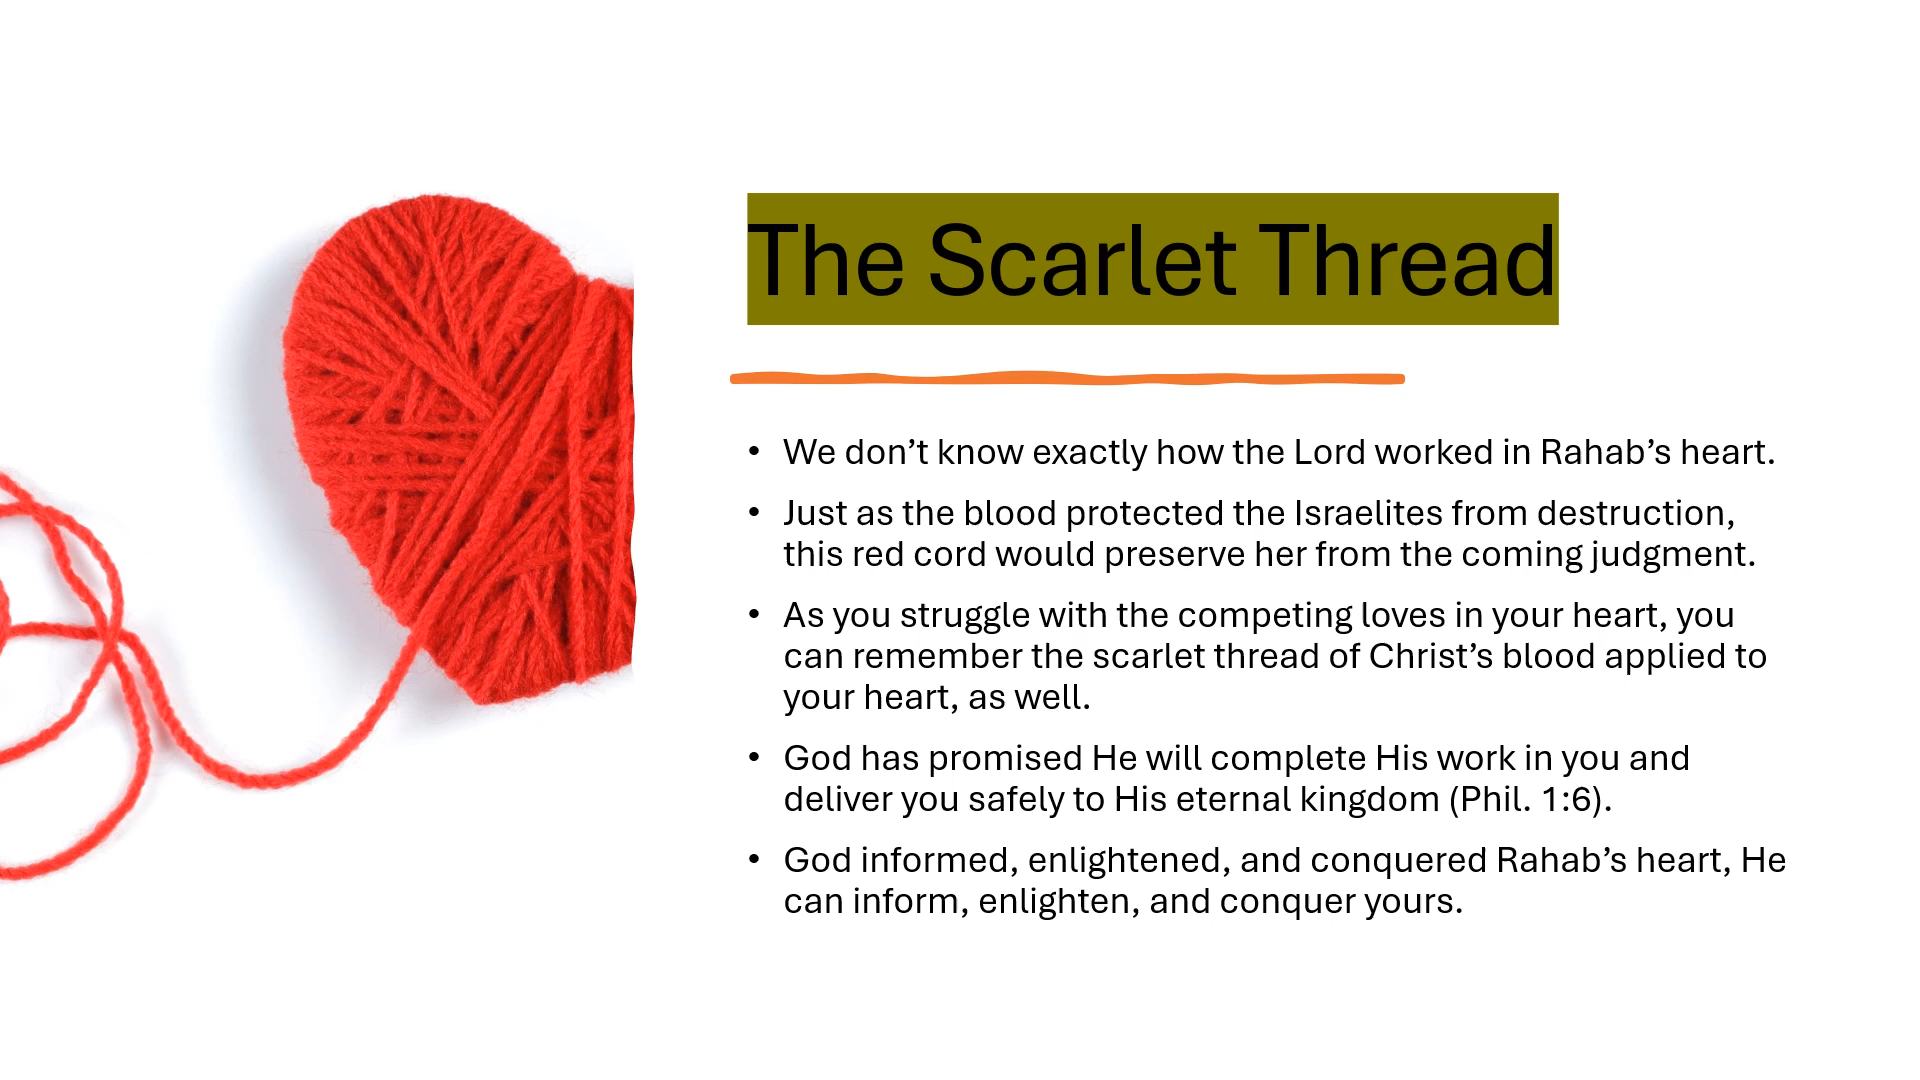 The Scarlet Thread
• We don’t know exactly how the Lord worked in Rahab’s heart.
• Just as the blood protected the Israelites from destruction,
this red cord would preserve her from the coming judgment.
• As you struggle with the competing loves in your heart, you
can remember the scarlet thread of Christ’s blood applied to
your heart, as well.
• God has promised He will complete His work in you and
deliver you safely to His eternal kingdom (Phil. 1:6).
• God informed, enlightened, and conquered Rahab’s heart, He
can inform, enlighten, and conquer yours.